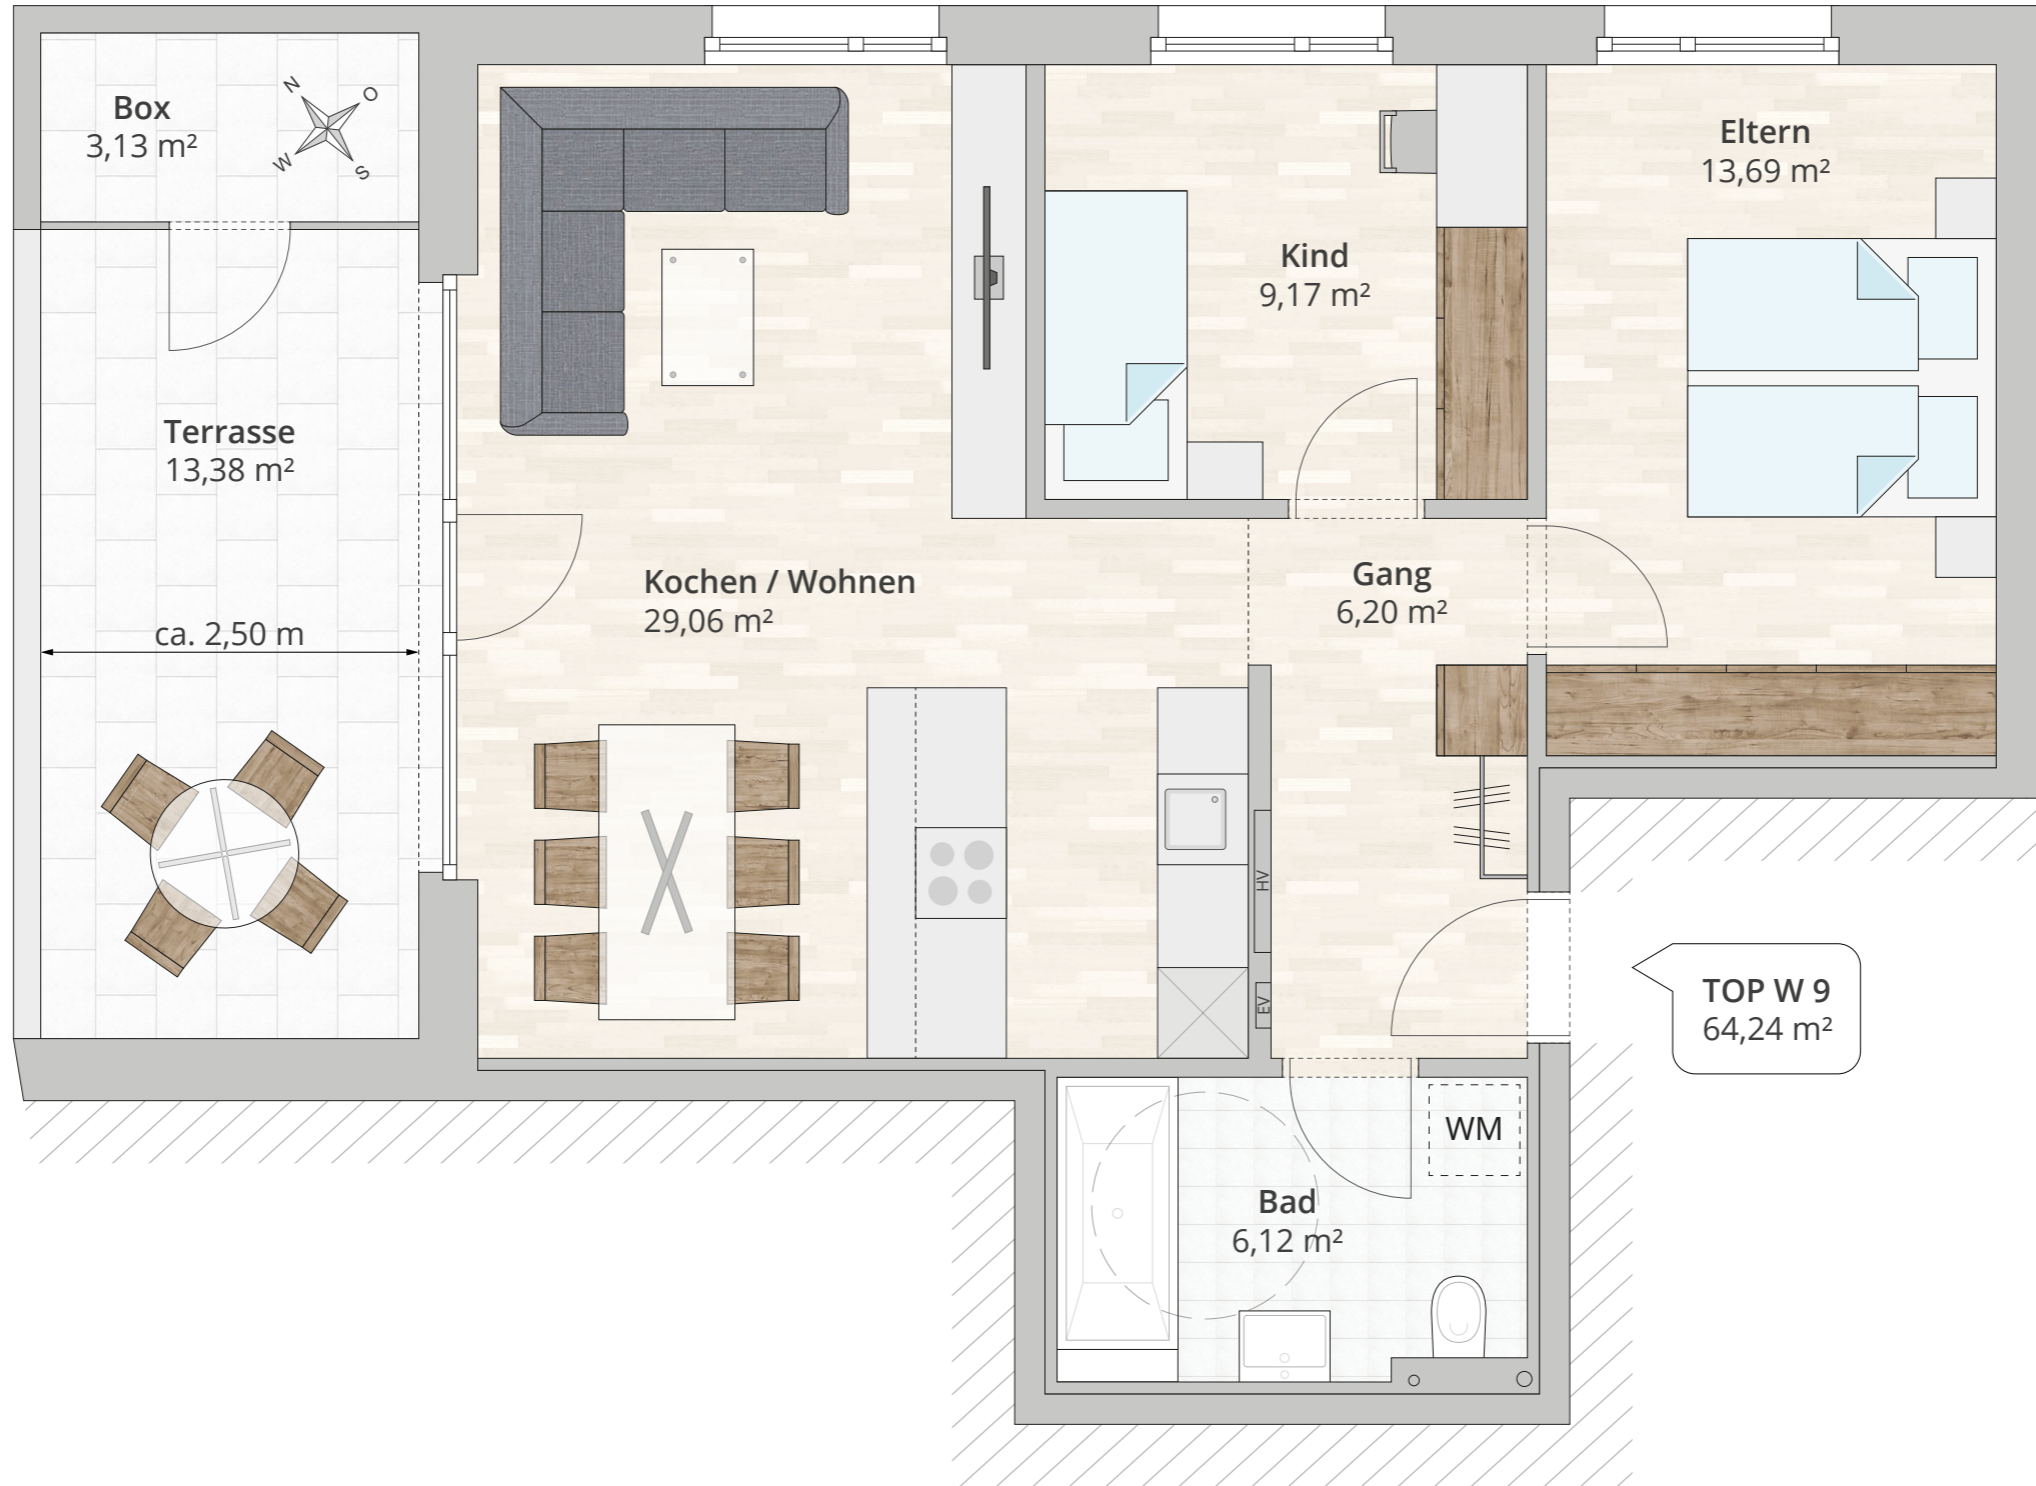 N
O
W
S
Box
3,13 m²
Eltern
13,69 m²
Kind
9,17 m²
Terrasse
13,38 m²
ca. 2,50 m
Kochen / Wohnen
29,06 m²
Gang
6,20 m²
HV
EV
TOP W 9
64,24 m²
WM
Bad
6,12 m²